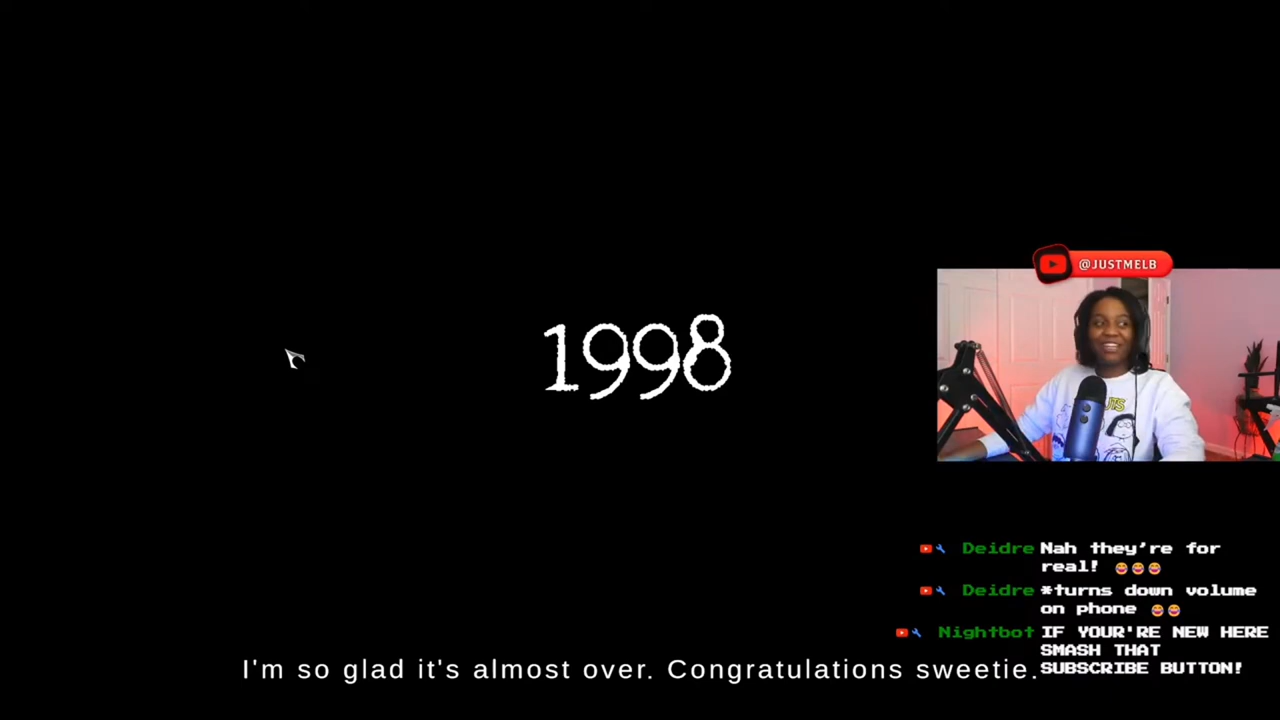 @JUSTMELB
1998
Deidre Nah they're for
real!
Deidre *turns down volume
on phone
Nightbot IF YOUR'RE NEW HERE
SMASH THAT
SUBSCRIBE BUTTON!
I'm so glad it's almost over. Congratulations sweetie.